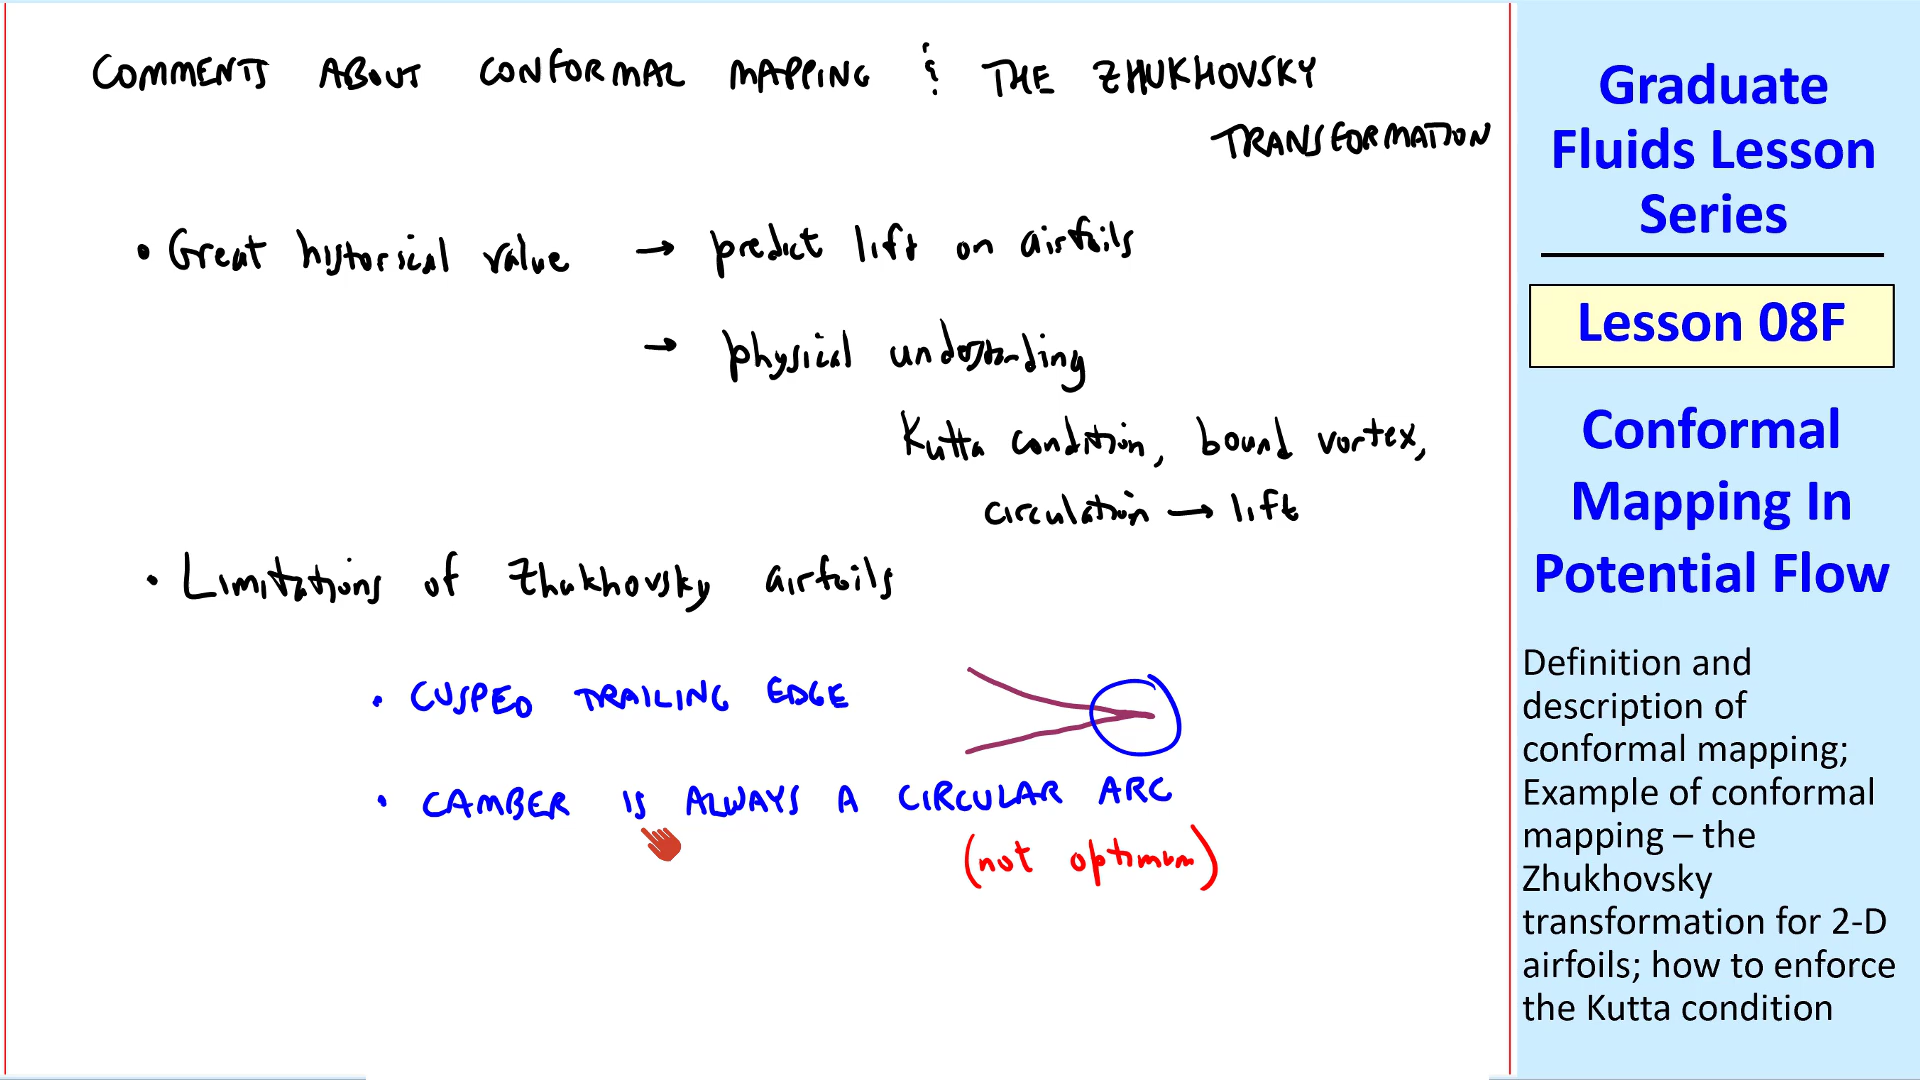 COMMENTS ABOUT CONFORMAL MAPPING & THE ZHUKHOVSKY
TRANSFORMATION
• Great historical value → predict lift on airfoils
→ physical understanding
Kutta condition, bound vortex,
circulation → lift
• Limitations of Zhukhovsky airfoils
• CUSPED TRAILING EDGE
• CAMBER IS ALWAYS A CIRCULAR ARC
(not optimum)
Graduate
Fluids Lesson
Series
Lesson 08F
Conformal
Mapping In
Potential Flow
Definition and
description of
conformal mapping;
Example of conformal
mapping – the
Zhukhovsky
transformation for 2-D
airfoils; how to enforce
the Kutta condition